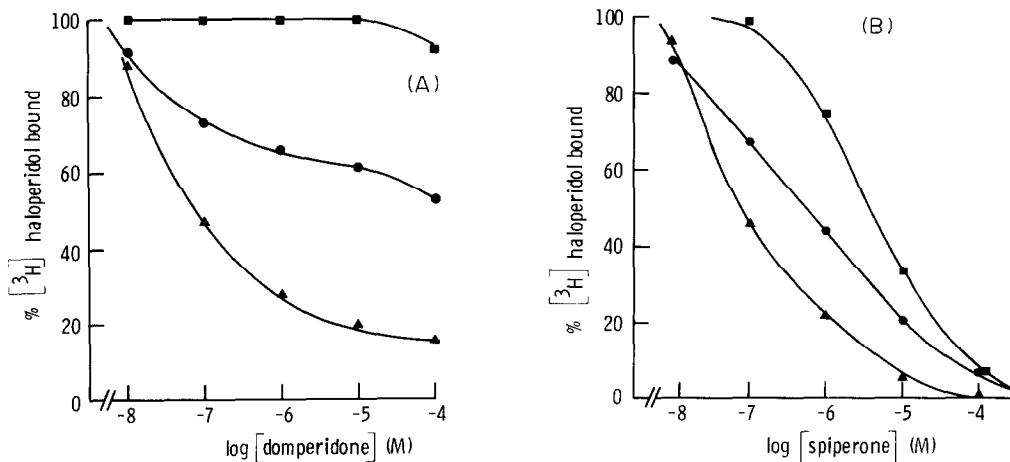 100
80
60
40
20
0
% [³H] haloperidol bound
(A)
-8 -7 -6 -5 -4
log [domperidone] (M)
100
80
60
40
20
0
% [³H] haloperidol bound
(B)
-8 -7 -6 -5 -4
log [spiperone] (M)